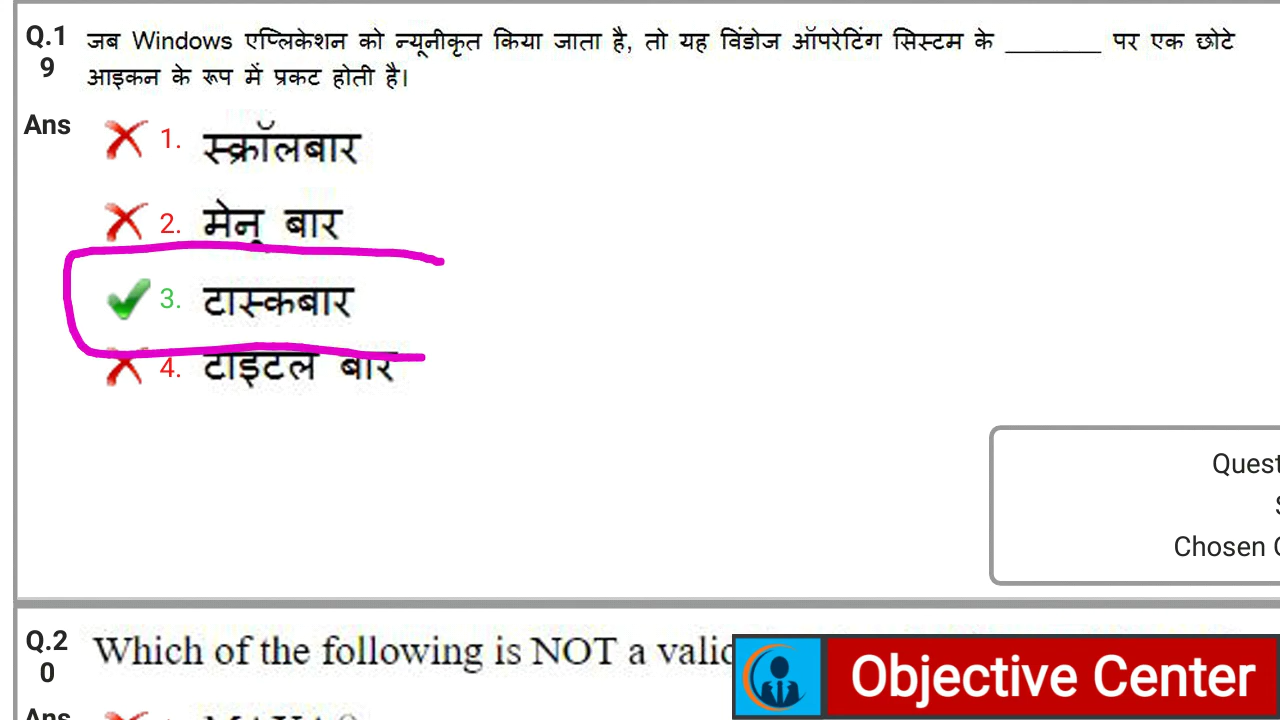 Q.1 जब Windows एप्लिकेशन को न्यूनीकृत किया जाता है, तो यह विंडोज ऑपरेटिंग सिस्टम के ________ पर एक छोटे
9 आइकन के रूप में प्रकट होती है।
Ans
1. स्क्रॉलबार
2. मेनू बार
3. टास्कबार
4. टाइटल बार
Quest
Chosen
Q.2 Which of the following is NOT a valid
0
Objective Center
Ans